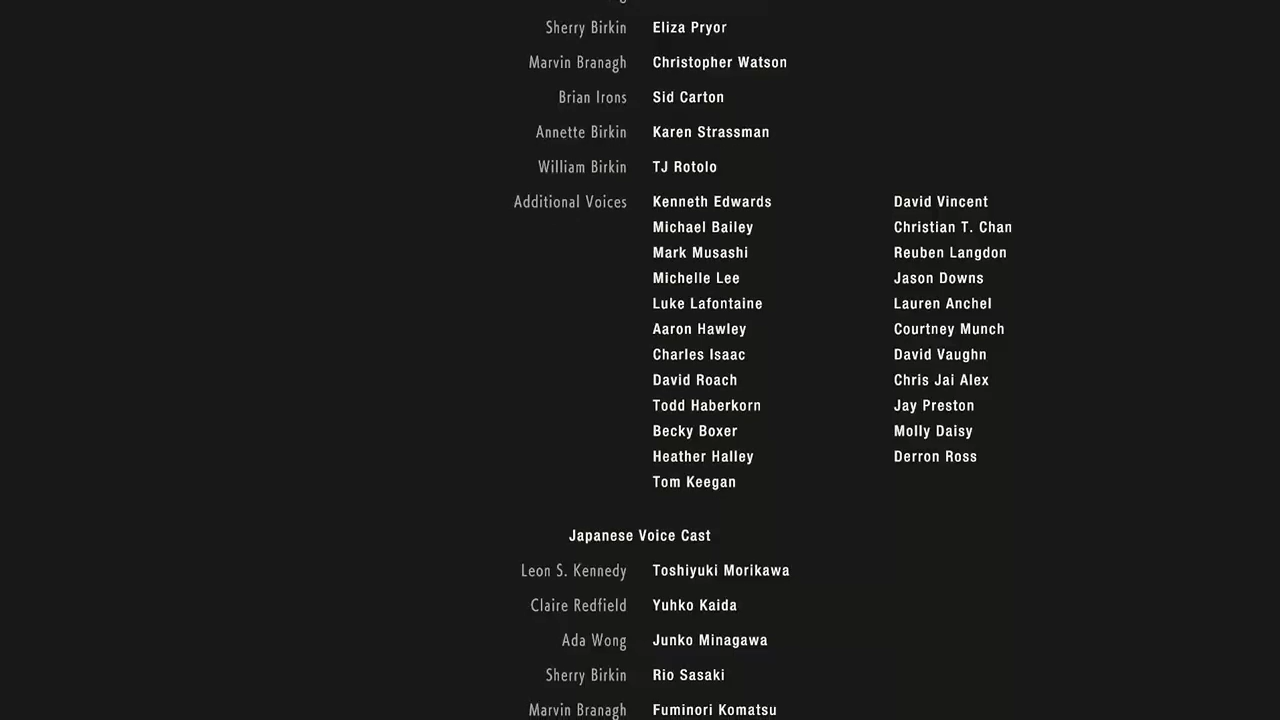 Sherry Birkin Eliza Pryor
Marvin Branagh Christopher Watson
Brian Irons Sid Carton
Annette Birkin Karen Strassman
William Birkin TJ Rotolo
Additional Voices Kenneth Edwards David Vincent
Michael Bailey Christian T. Chan
Mark Musashi Reuben Langdon
Michelle Lee Jason Downs
Luke Lafontaine Lauren Anchel
Aaron Hawley Courtney Munch
Charles Isaac David Vaughn
David Roach Chris Jai Alex
Todd Haberkorn Jay Preston
Becky Boxer Molly Daisy
Heather Halley Derron Ross
Tom Keegan
Japanese Voice Cast
Leon S. Kennedy Toshiyuki Morikawa
Claire Redfield Yuhko Kaida
Ada Wong Junko Minagawa
Sherry Birkin Rio Sasaki
Marvin Branagh Fuminori Komatsu